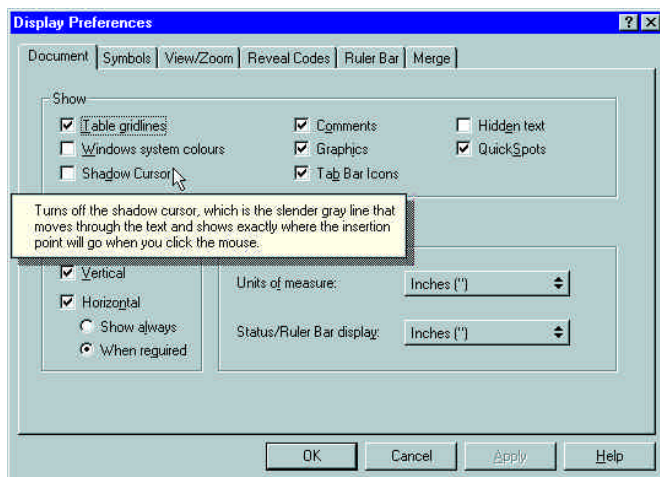 Display Preferences
Document Symbols View/Zoom Reveal Codes Ruler Bar Merge
Show
Table gridlines Comments Hidden text
Windows system colours Graphics QuickSpots
Shadow Cursor Tab Bar Icons
Turns off the shadow cursor, which is the slender gray line that
moves through the text and shows exactly where the insertion
point will go when you click the mouse.
Vertical Units of measure: Inches (")
Horizontal
Show always Status/Ruler Bar display: Inches (")
When required
OK Cancel Apply Help